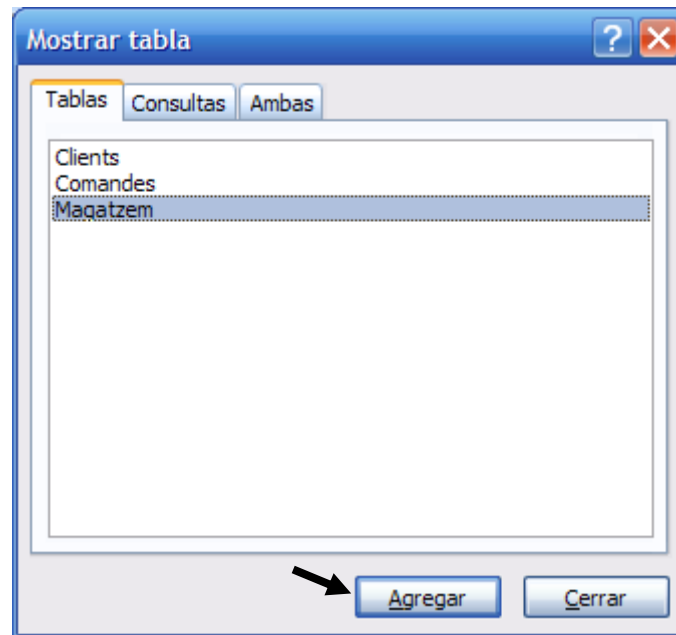 Mostrar tabla
Tablas Consultas Ambas
Clients
Comandes
Magatzem
Agregar Cerrar